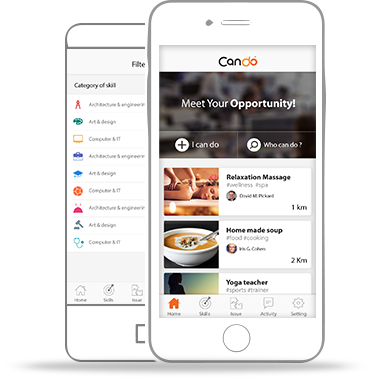 Filte
Category of skill
Architecture & engineering
Art & design
Computer & IT
Architecture & engineerin
Art & design
Computer & IT
Architecture & engineerin
Art & design
Computer & IT
Home Skills Issue
Can do
Meet Your Opportunity!
I can do
Who can do ?
Relaxation Massage
#wellness #spa
David M. Pickard
1 km
Home made soup
#food #cooking
Iris G. Cohen
2 Km
Yoga teacher
#sports #trainer
Home Skills Issue Activity Setting